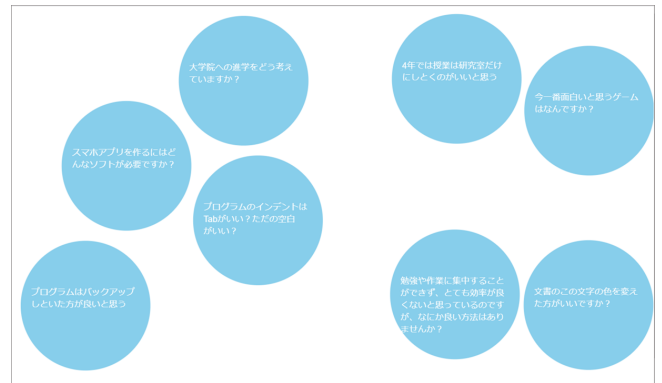 大学院への進学をどう考え
ていますか？
4年では授業は研究室だけ
にしとくのがいいと思う
今一番面白いと思うゲーム
はなんですか？
スマホアプリを作るにはど
んなソフトが必要ですか？
プログラムのインデントは
Tabがいい？ただの空白
がいい？
プログラムはバックアップ
しといた方が良いと思う
勉強や作業に集中すること
ができず、とても効率が良
くないと思っているのです
が、なにか良い方法はあり
ませんか？
文書のこの文字の色を変え
た方がいいですか？